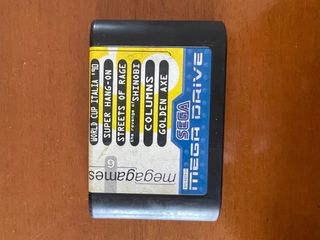 WORLD CUP ITALIA '90
SUPER HANG-ON
STREETS OF RAGE
the revenge of SHINOBI
COLUMNS
GOLDEN AXE
megagames
6
SEGA
MEGA DRIVE